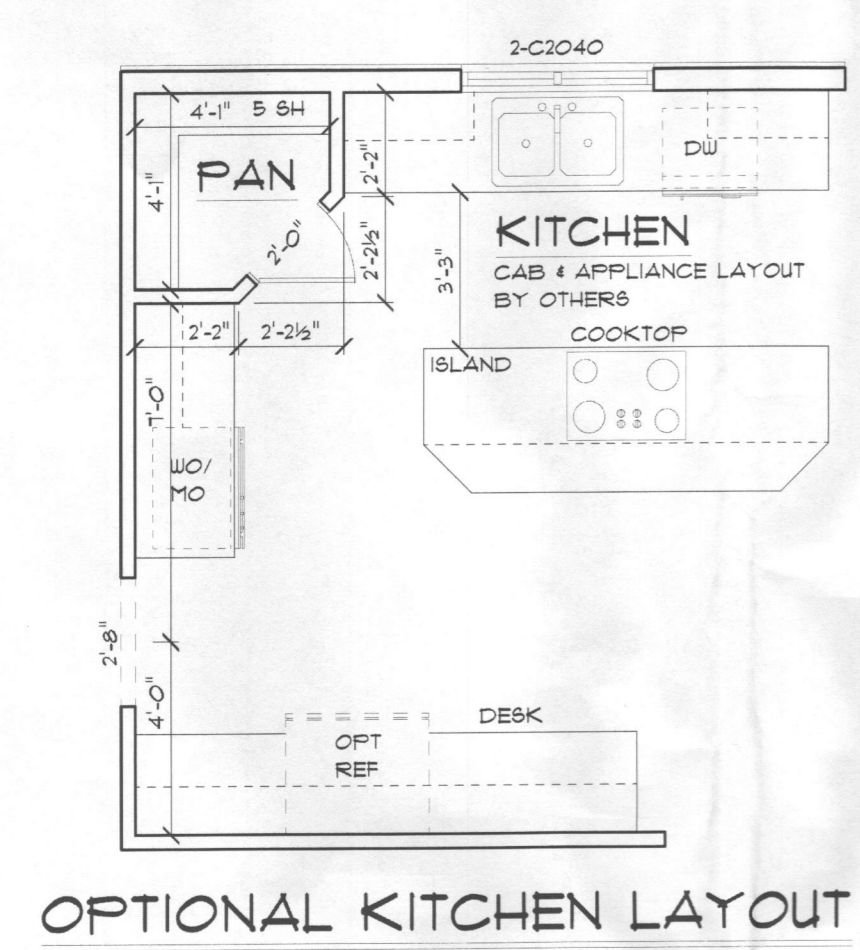 2-C2040
4'-1" 5 SH
PAN
4'-1"
2'-2"
DW
2'-0"
2'-2½"
KITCHEN
CAB & APPLIANCE LAYOUT
BY OTHERS
3'-3"
2'-2" 2'-2½"
COOKTOP
ISLAND
7'-0"
WO/
MO
2'-8"
4'-0"
DESK
OPT
REF
OPTIONAL KITCHEN LAYOUT